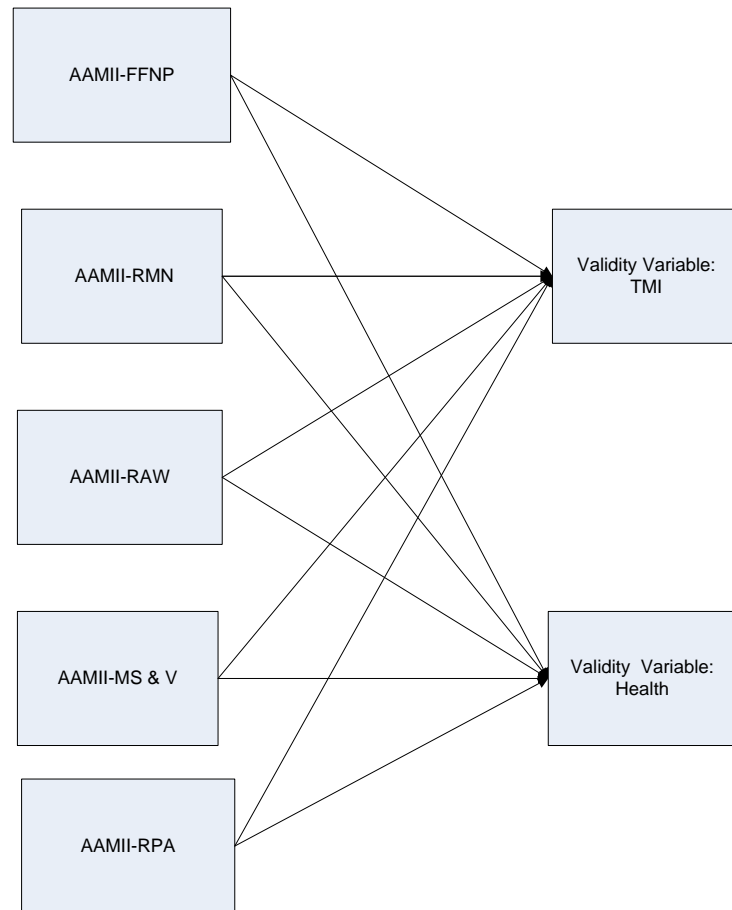 AAMII-FFNP
AAMII-RMN
Validity Variable:
TMI
AAMII-RAW
AAMII-MS & V
Validity Variable:
Health
AAMII-RPA